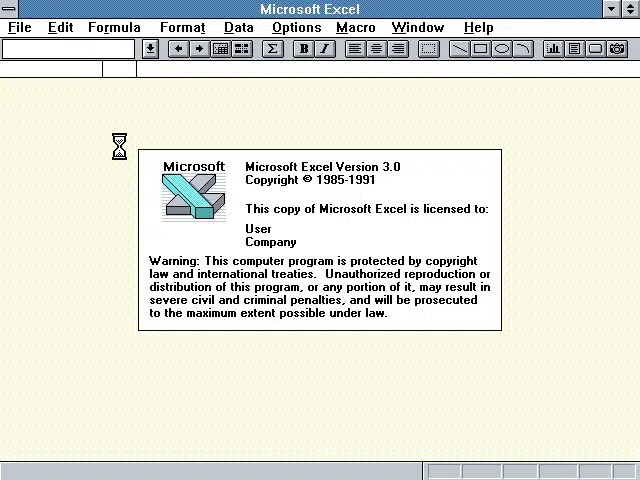 Microsoft Excel
File Edit Formula Format Data Options Macro Window Help
Σ B I
Microsoft
Microsoft Excel Version 3.0
Copyright © 1985-1991
This copy of Microsoft Excel is licensed to:
User
Company
Warning: This computer program is protected by copyright
law and international treaties. Unauthorized reproduction or
distribution of this program, or any portion of it, may result in
severe civil and criminal penalties, and will be prosecuted
to the maximum extent possible under law.